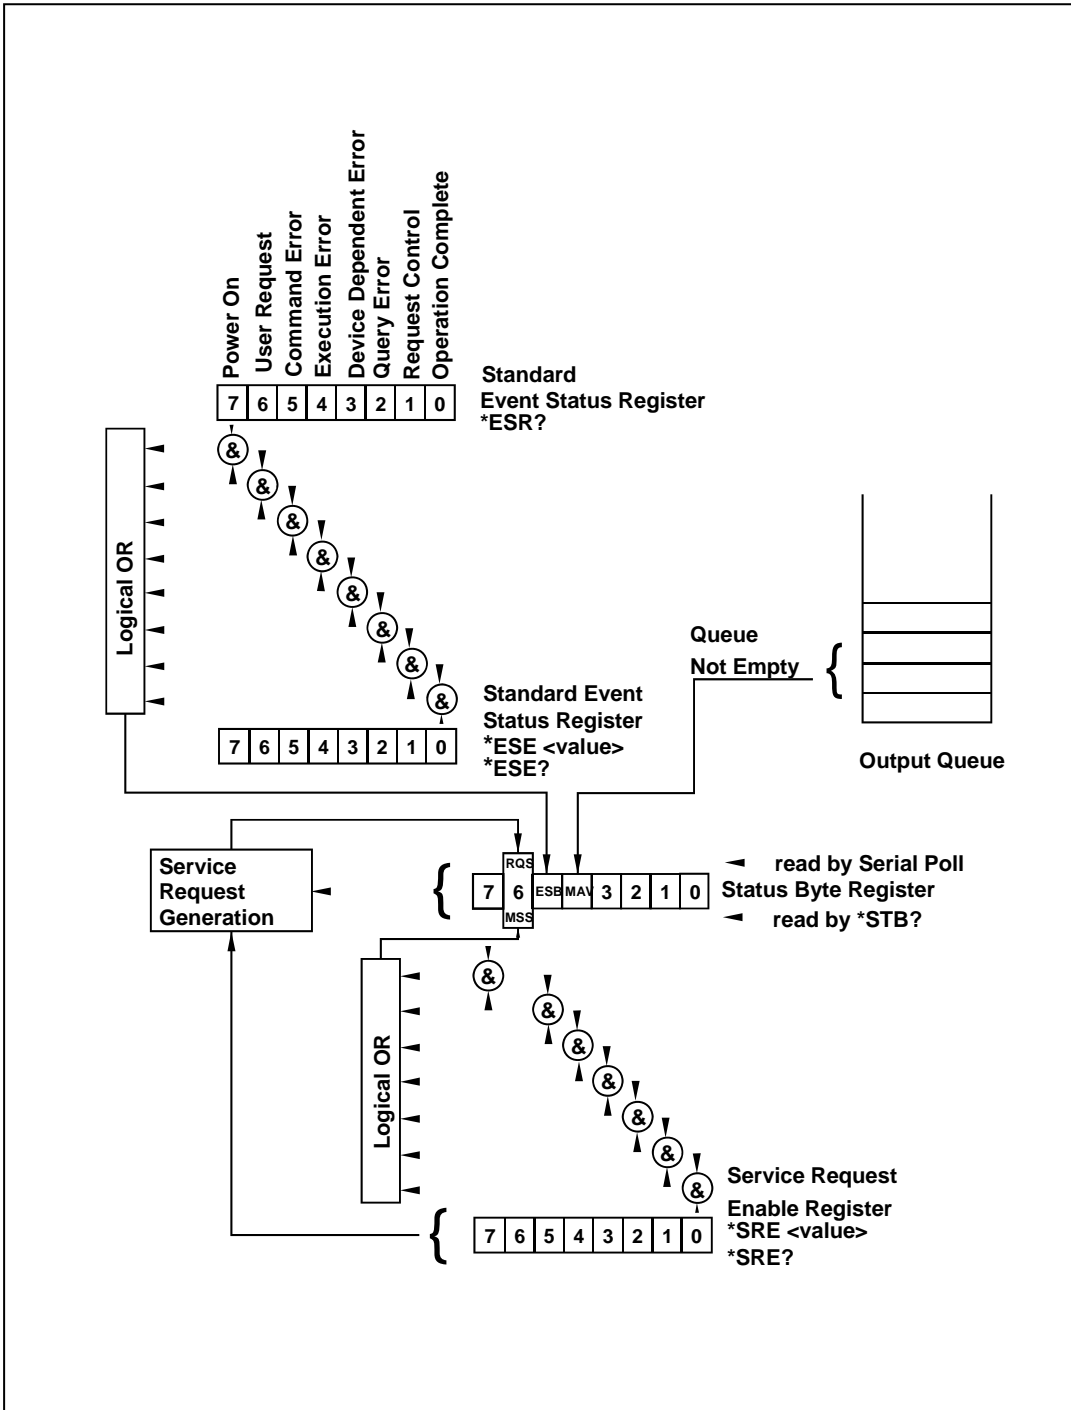 Power On
User Request
Command Error
Execution Error
Device Dependent Error
Query Error
Request Control
Operation Complete
7 6 5 4 3 2 1 0
Standard
Event Status Register
*ESR?
Logical OR
&
&
&
&
&
&
&
&
Standard Event
Status Register
*ESE <value>
*ESE?
7 6 5 4 3 2 1 0
Queue
Not Empty
{
Output Queue
Service
Request
Generation
{
RQS
7 6 ESB MAV 3 2 1 0
MSS
read by Serial Poll
Status Byte Register
read by *STB?
Logical OR
&
&
&
&
&
&
&
Service Request
Enable Register
*SRE <value>
*SRE?
{
7 6 5 4 3 2 1 0